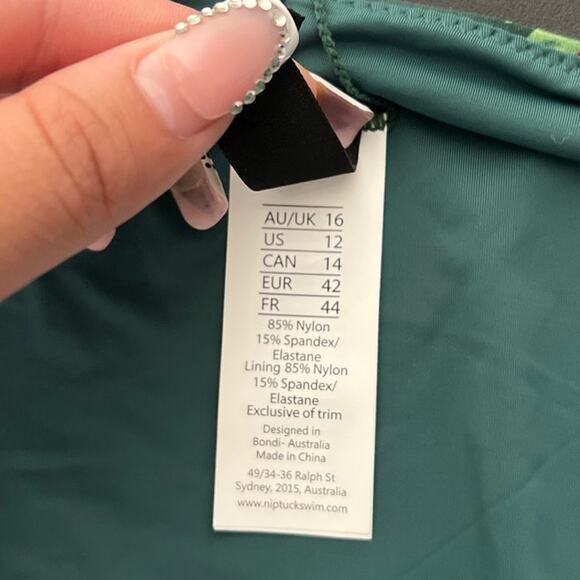 AU/UK 16
US 12
CAN 14
EUR 42
FR 44
85% Nylon
15% Spandex/
Elastane
Lining 85% Nylon
15% Spandex/
Elastane
Exclusive of trim
Designed in
Bondi- Australia
Made in China
49/34-36 Ralph St
Sydney, 2015, Australia
www.niptuckswim.com